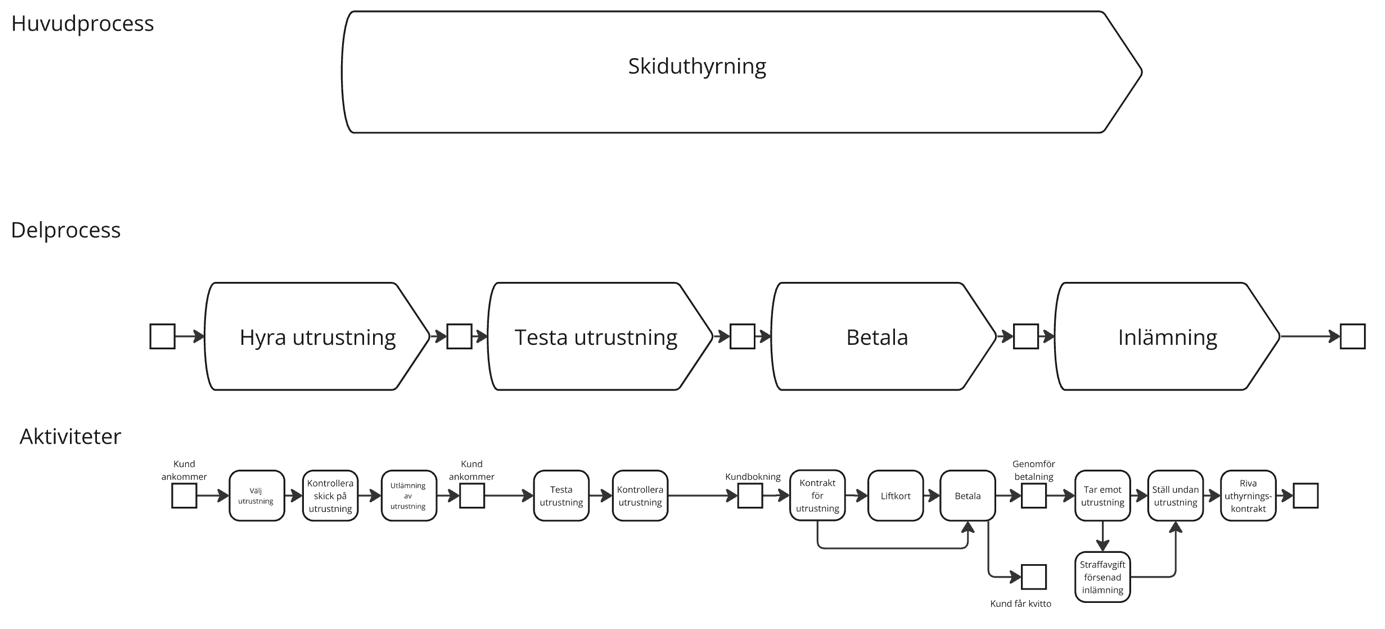 Huvudprocess
Skiduthyrning
Delprocess
Hyra utrustning
Testa utrustning
Betala
Inlämning
Aktiviteter
Kund
ankommer
Välj
utrustning
Kontrollera
skick på
utrustning
Utlämning
av
utrustning
Kund
ankommer
Testa
utrustning
Kontrollera
utrustning
Kundbokning
Kontrakt
för
utrustning
Liftkort
Betala
Genomför
betalning
Kund får kvitto
Tar emot
utrustning
Straffavgift
försenad
inlämning
Ställ undan
utrustning
Riva
uthyrnings-
kontrakt